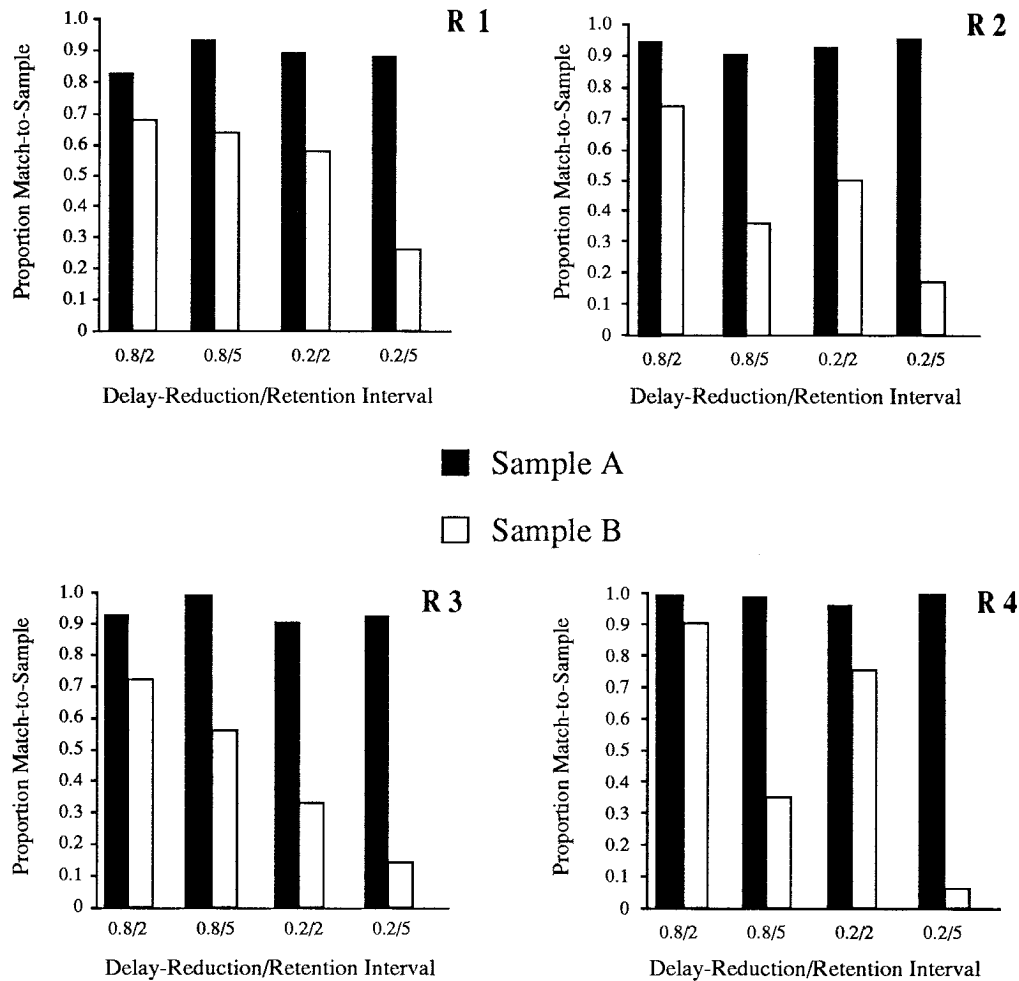 R 1
Proportion Match-to-Sample
1.0
0.9
0.8
0.7
0.6
0.5
0.4
0.3
0.2
0.1
0
0.8/2 0.8/5 0.2/2 0.2/5
Delay-Reduction/Retention Interval
R 2
Proportion Match-to-Sample
1.0
0.9
0.8
0.7
0.6
0.5
0.4
0.3
0.2
0.1
0
0.8/2 0.8/5 0.2/2 0.2/5
Delay-Reduction/Retention Interval
Sample A
Sample B
R 3
Proportion Match-to-Sample
1.0
0.9
0.8
0.7
0.6
0.5
0.4
0.3
0.2
0.1
0
0.8/2 0.8/5 0.2/2 0.2/5
Delay-Reduction/Retention Interval
R 4
Proportion Match-to-Sample
1.0
0.9
0.8
0.7
0.6
0.5
0.4
0.3
0.2
0.1
0
0.8/2 0.8/5 0.2/2 0.2/5
Delay-Reduction/Retention Interval